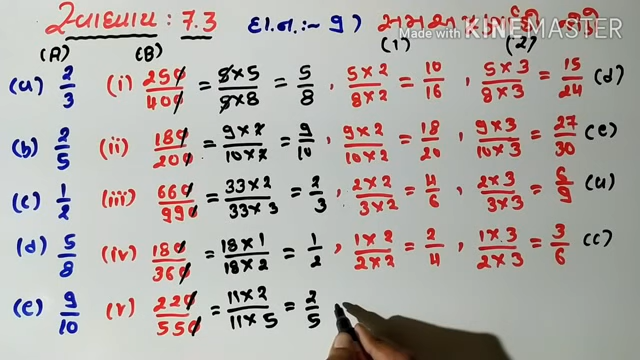 સ્વાધ્યાય : 7.3 દા.નં. :- 9)
Made with KINEMASTER
(A) (B) (1) (2)
(a) 2/3 (i) 250/400 = 5×5/5×8 = 5/8 , 5×2/8×2 = 10/16 , 5×3/8×3 = 15/24 (d)
(b) 2/5 (ii) 180/200 = 9×2/10×2 = 9/10 , 9×2/10×2 = 18/20 , 9×3/10×3 = 27/30 (e)
(c) 1/2 (iii) 660/990 = 33×2/33×3 = 2/3 , 2×2/3×2 = 4/6 , 2×3/3×3 = 6/9 (a)
(d) 5/8 (iv) 180/360 = 18×1/18×2 = 1/2 , 1×2/2×2 = 2/4 , 1×3/2×3 = 3/6 (c)
(e) 9/10 (v) 220/550 = 11×2/11×5 = 2/5